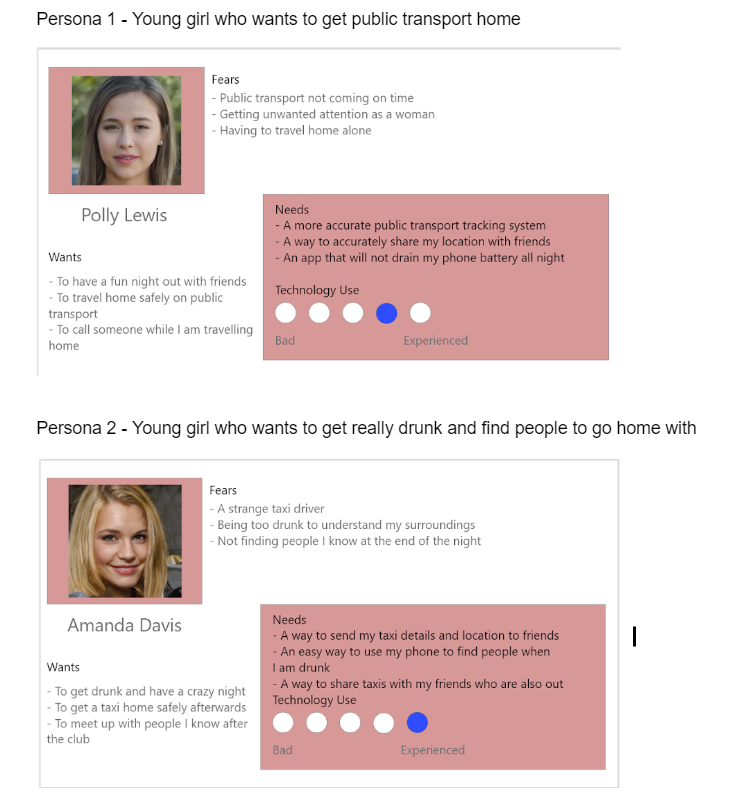 Persona 1 - Young girl who wants to get public transport home
Fears
- Public transport not coming on time
- Getting unwanted attention as a woman
- Having to travel home alone
Polly Lewis
Wants
- To have a fun night out with friends
- To travel home safely on public
transport
- To call someone while I am travelling
home
Needs
- A more accurate public transport tracking system
- A way to accurately share my location with friends
- An app that will not drain my phone battery all night
Technology Use
Bad Experienced
Persona 2 - Young girl who wants to get really drunk and find people to go home with
Fears
- A strange taxi driver
- Being too drunk to understand my surroundings
- Not finding people I know at the end of the night
Amanda Davis
Wants
- To get drunk and have a crazy night
- To get a taxi home safely afterwards
- To meet up with people I know after
the club
Needs
- A way to send my taxi details and location to friends
- An easy way to use my phone to find people when
I am drunk
- A way to share taxis with my friends who are also out
Technology Use
Bad Experienced